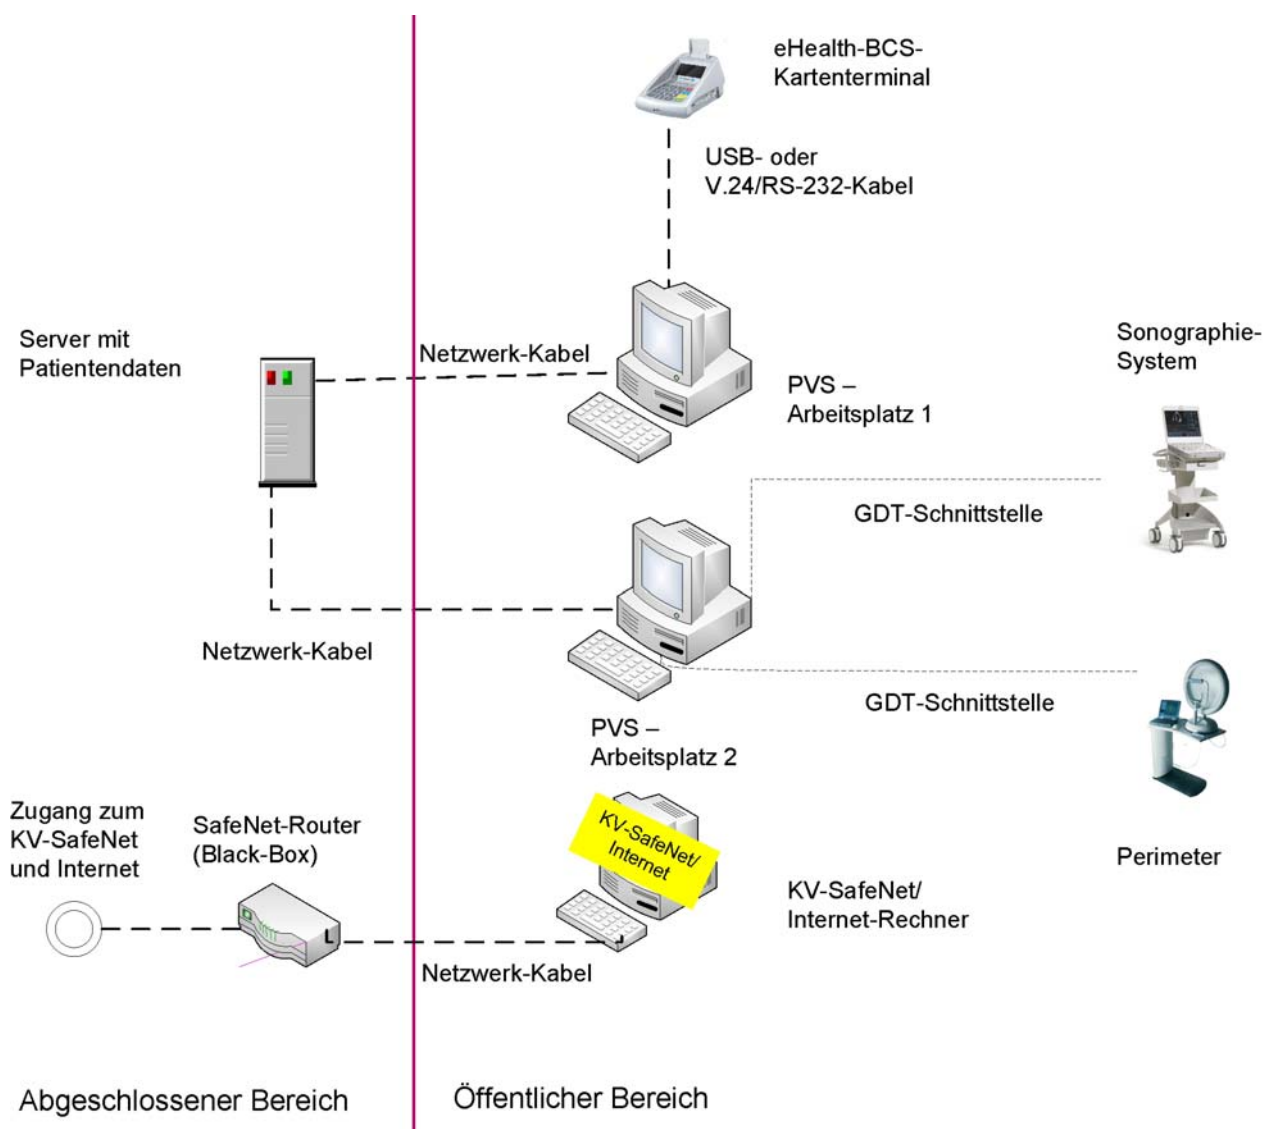 eHealth-BCS-
Kartenterminal
USB- oder
V.24/RS-232-Kabel
Server mit
Patientendaten
Netzwerk-Kabel
PVS –
Arbeitsplatz 1
Sonographie-
System
GDT-Schnittstelle
Netzwerk-Kabel
GDT-Schnittstelle
PVS –
Arbeitsplatz 2
Zugang zum
KV-SafeNet
und Internet
SafeNet-Router
(Black-Box)
KV-SafeNet/
Internet
Perimeter
KV-SafeNet/
Internet-Rechner
Netzwerk-Kabel
Abgeschlossener Bereich
Öffentlicher Bereich